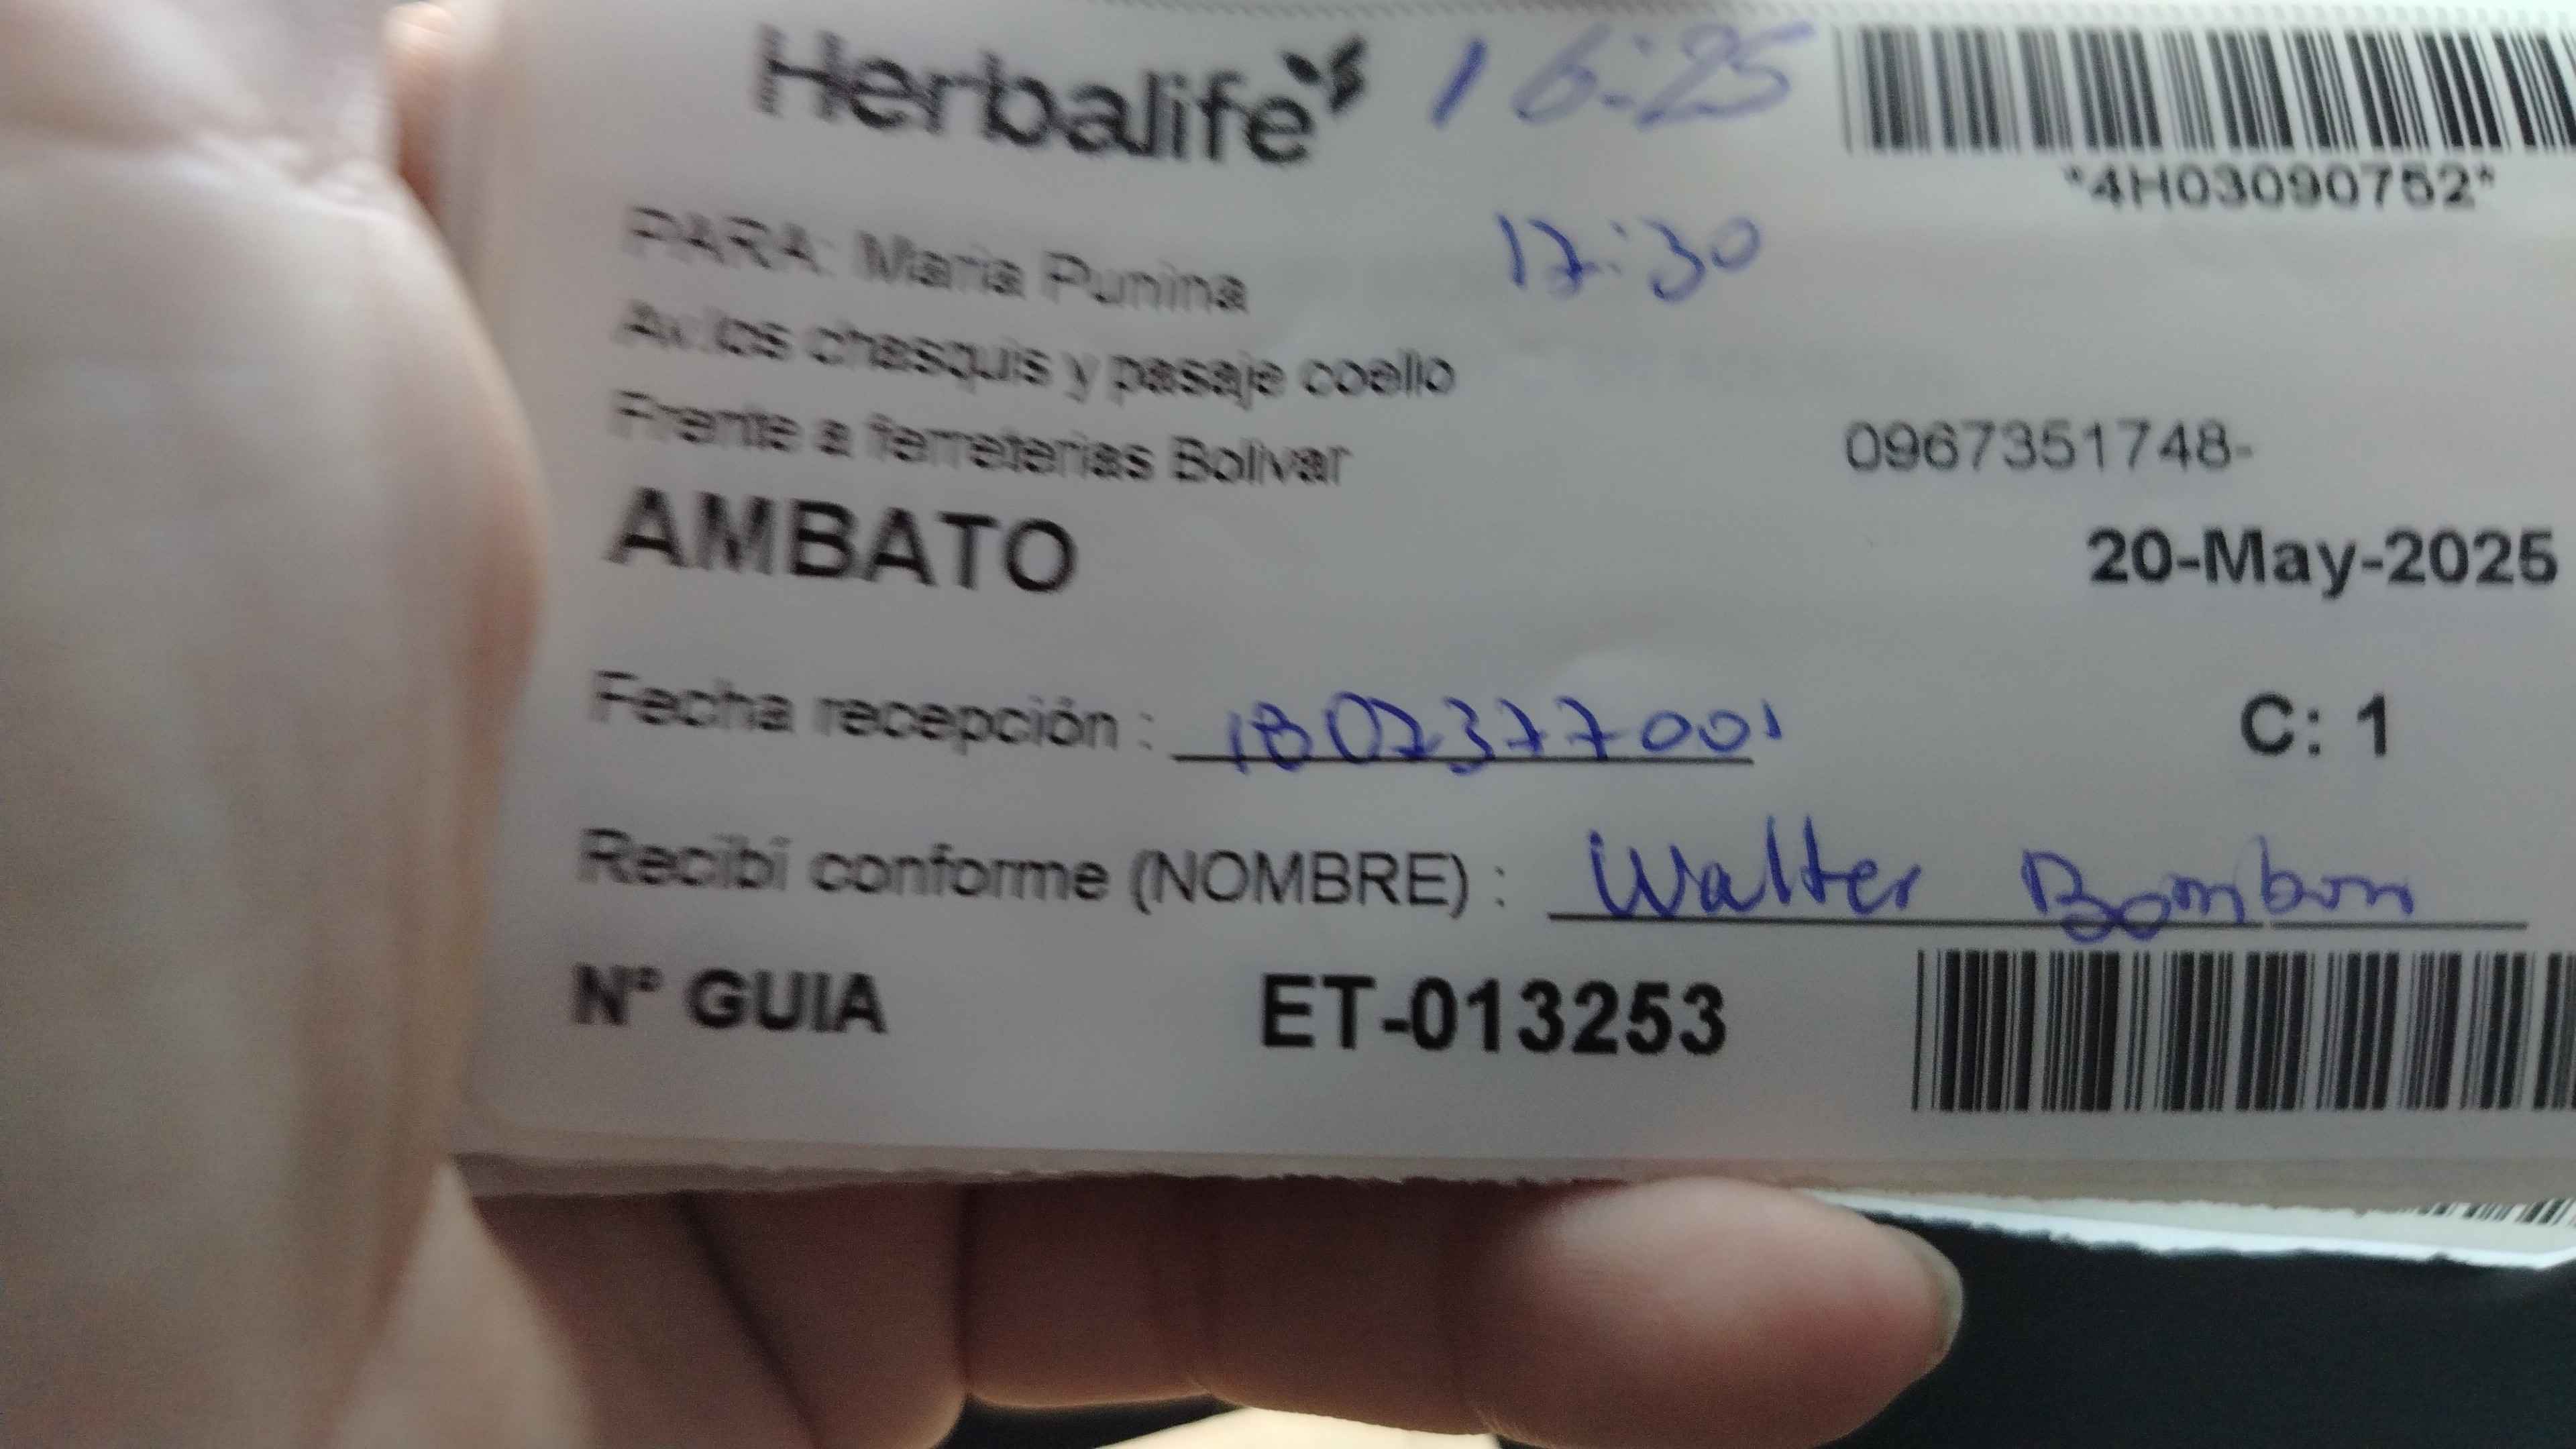 Herbalife 16:25
*4H03090752*
PARA: Maria Punina 17:30
Av.los chasquis y pasaje coello
Frente a ferreterias Bolivar 0967351748-
AMBATO 20-May-2025
Fecha recepción : 1802377001 C: 1
Recibí conforme (NOMBRE) : Walter Bombon
N° GUIA ET-013253